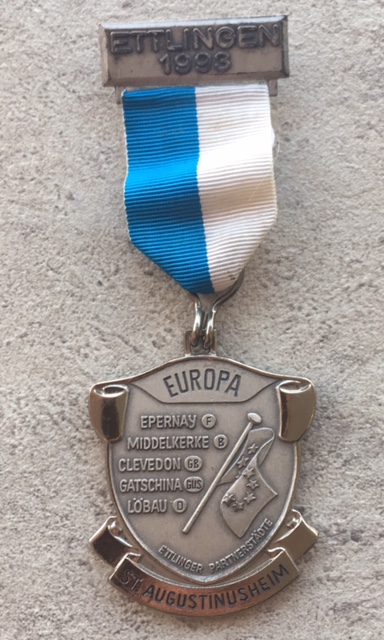 ETTLINGEN
1993
EUROPA
EPERNAY F
MIDDELKERKE B
CLEVEDON GB
GATSCHINA GUS
LÖBAU D
ETTLINGER PARTNERSTÄDTE
ST. AUGUSTINUSHEIM